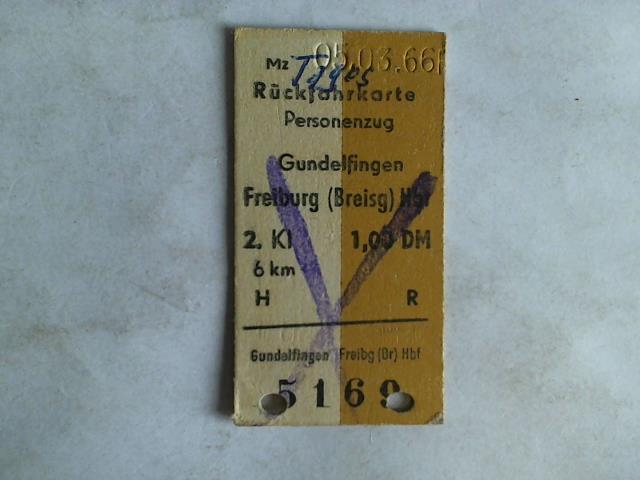 Mz 05.03.66
Rückfahrkarte
Personenzug
Gundelfingen
Freiburg (Breisg) Hbf
2. Kl 1,00 DM
6 km
H R
Gundelfingen Freibg (Br) Hbf
5169